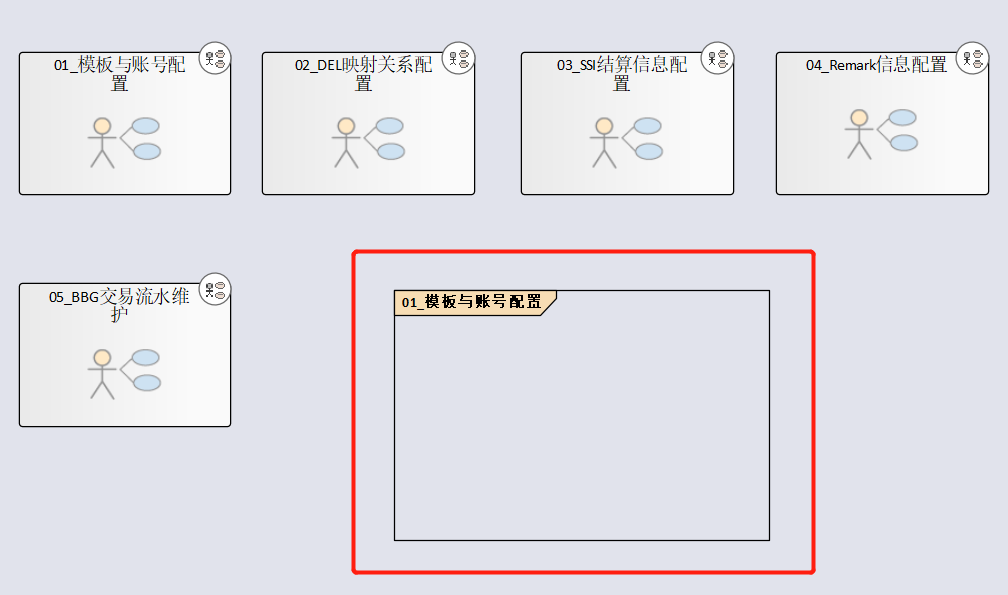 01_模板与账号配
置
02_DEL映射关系配
置
03_SSI结算信息配
置
04_Remark信息配置
05_BBG交易流水维
护
01_模板与账号配置